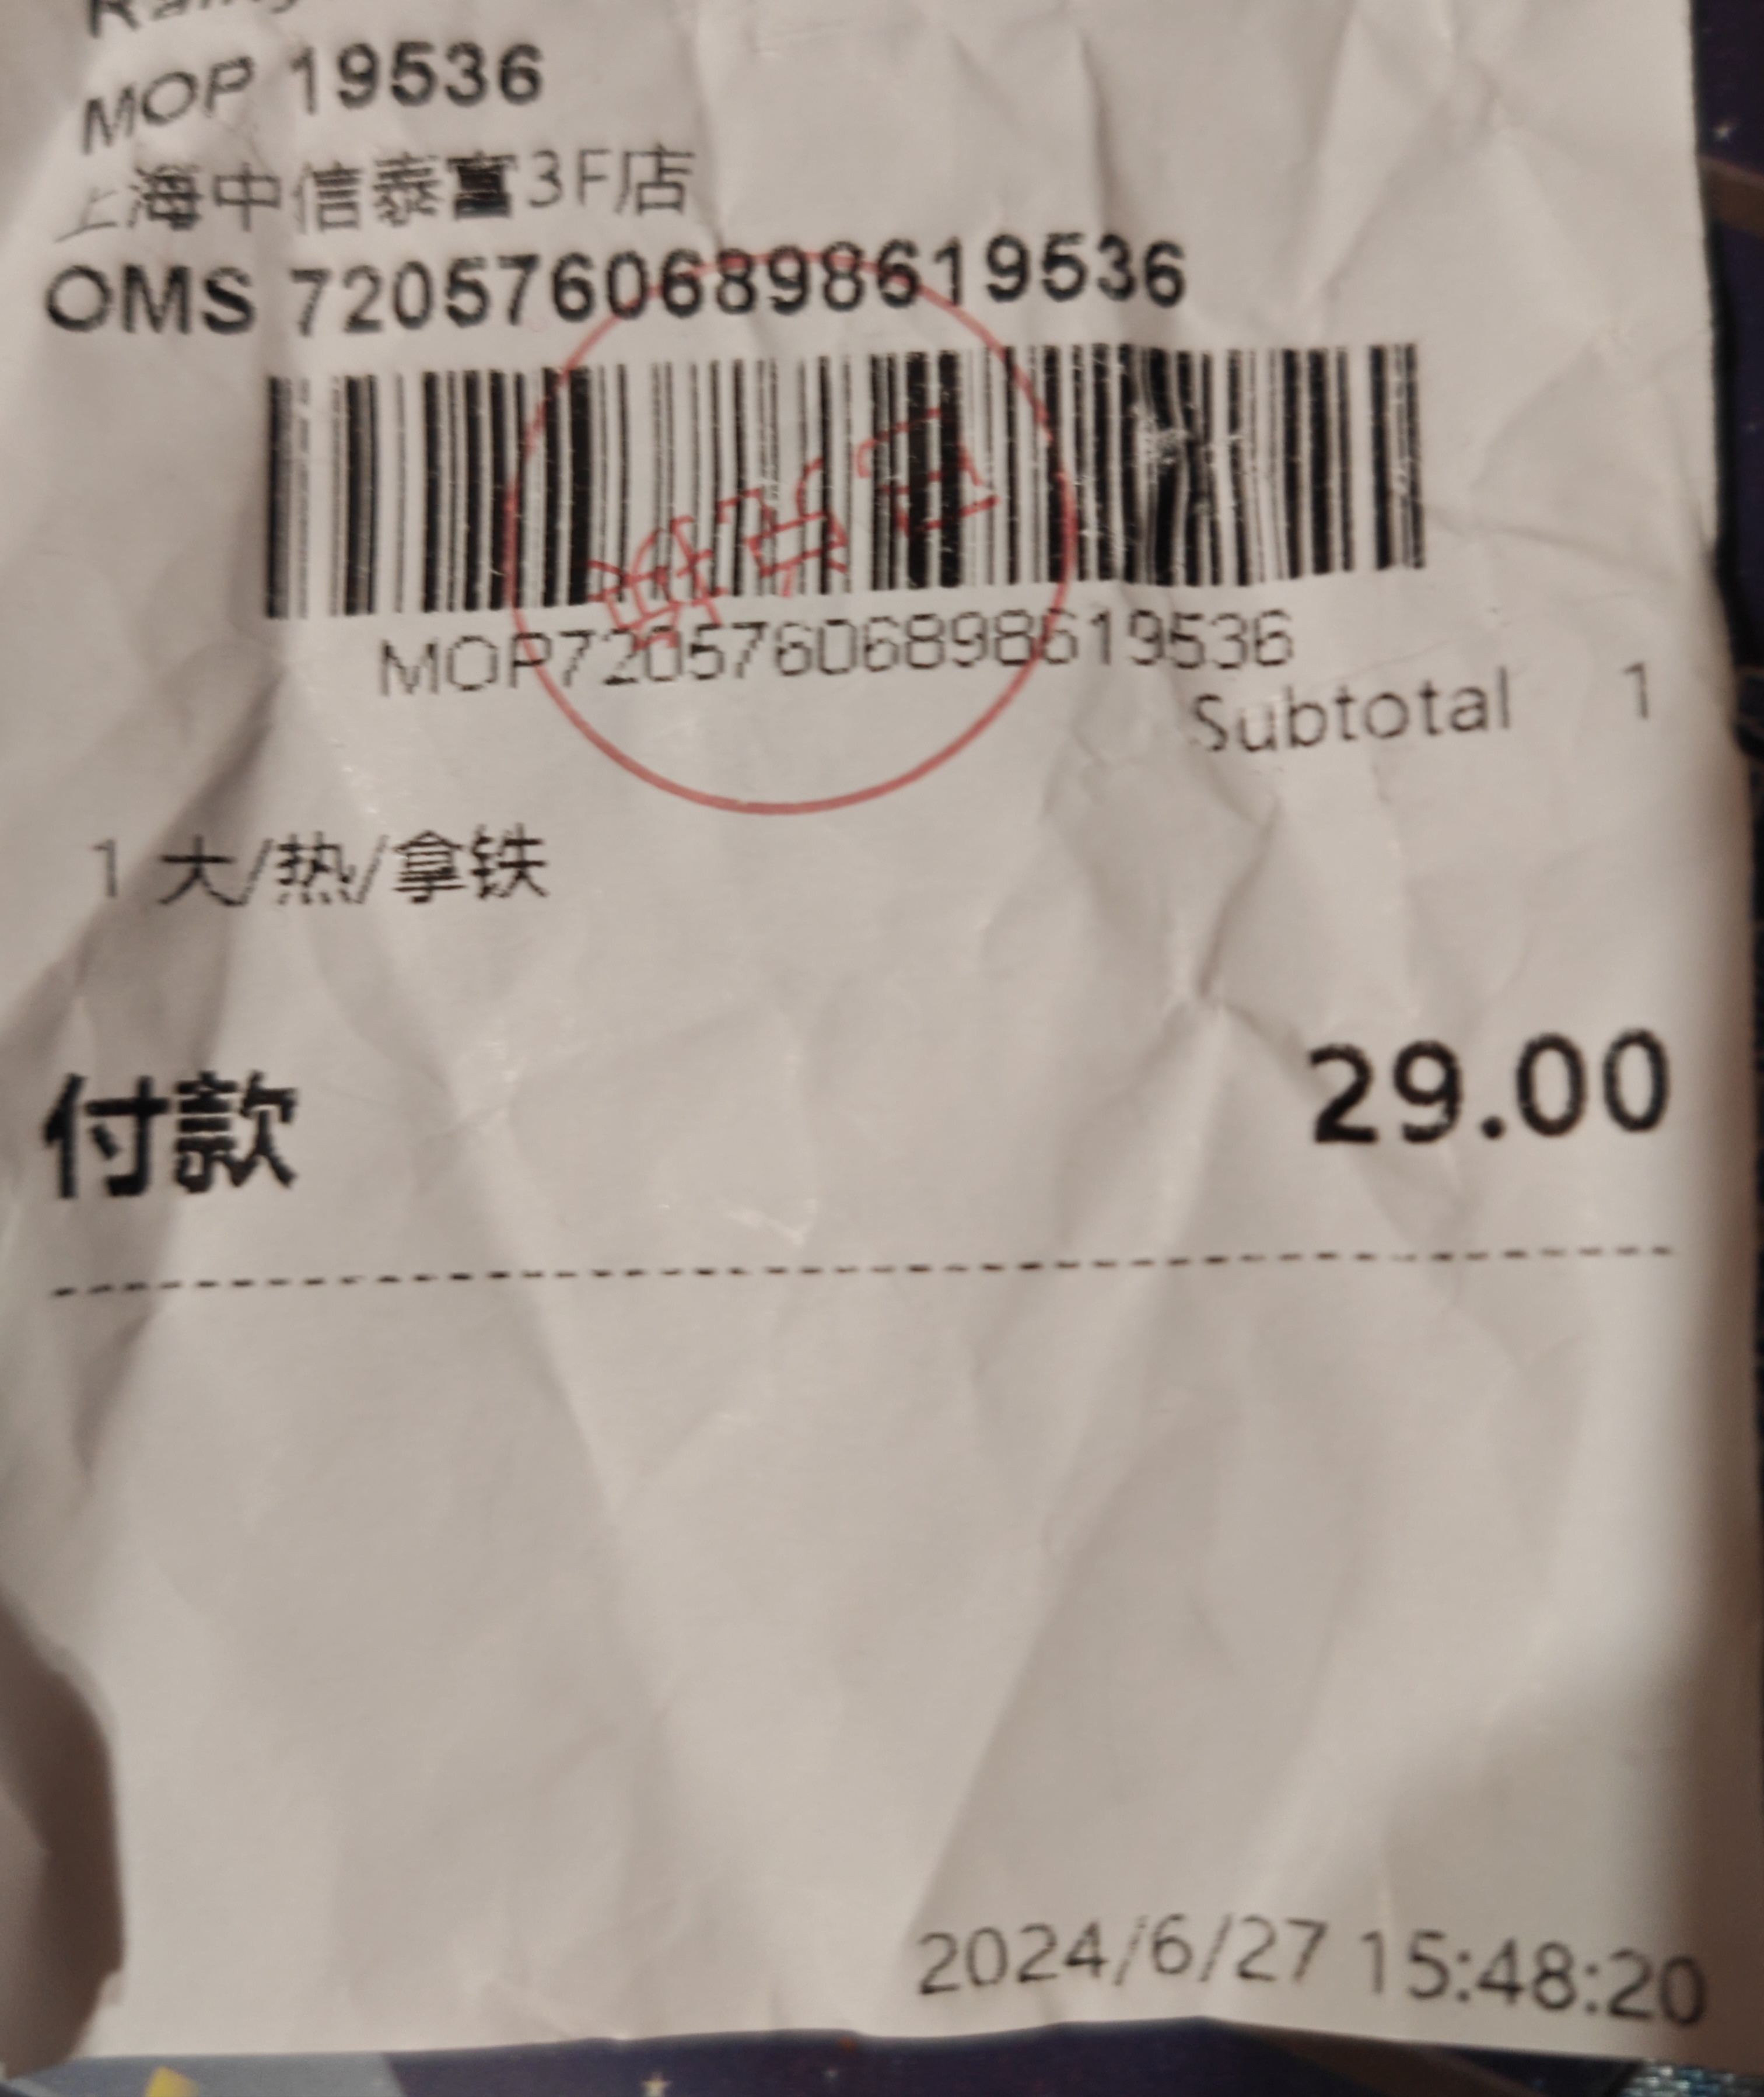 MOP 19536
上海中信泰富3F店
OMS 72057606898619536
MOP72057606898619536
Subtotal 1
1 大/热/拿铁
付款 29.00
2024/6/27 15:48:20